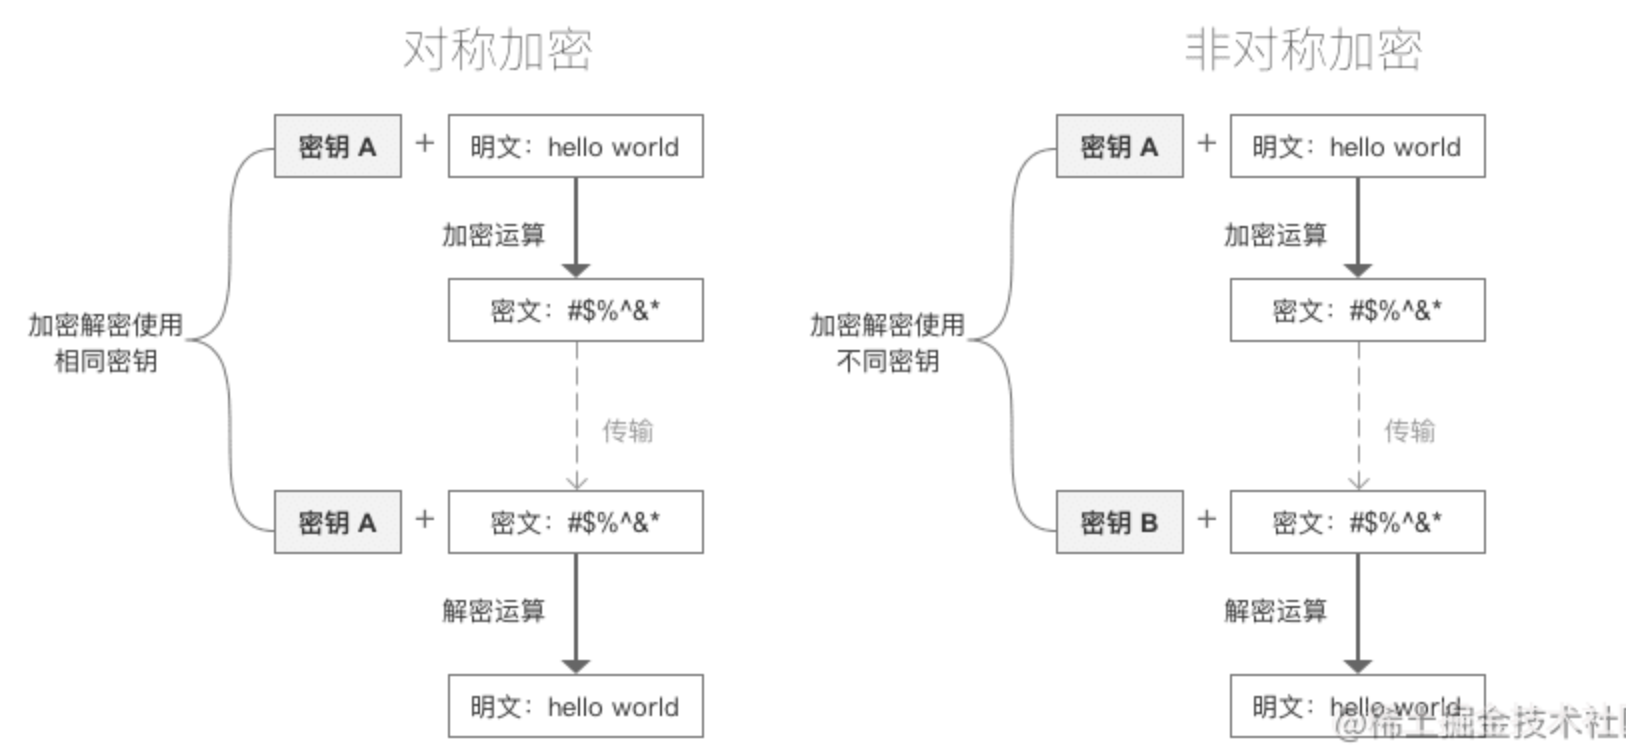 对称加密
密钥 A + 明文：hello world
加密运算
密文：#$%^&*
加密解密使用
相同密钥
传输
密钥 A + 密文：#$%^&*
解密运算
明文：hello world
非对称加密
密钥 A + 明文：hello world
加密运算
密文：#$%^&*
加密解密使用
不同密钥
传输
密钥 B + 密文：#$%^&*
解密运算
明文：hello world
@稀土掘金技术社